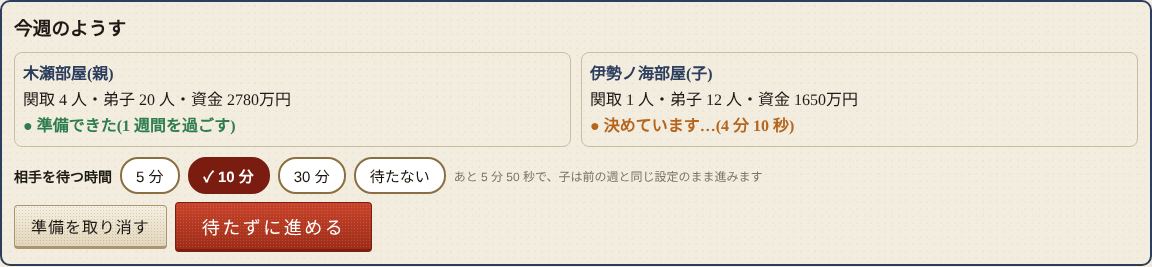 今週のようす
木瀬部屋(親)
関取 4 人・弟子 20 人・資金 2780万円
● 準備できた(1 週間を過ごす)
伊勢ノ海部屋(子)
関取 1 人・弟子 12 人・資金 1650万円
● 決めています…(4 分 10 秒)
相手を待つ時間 5 分 ✓ 10 分 30 分 待たない あと 5 分 50 秒で、子は前の週と同じ設定のまま進みます
準備を取り消す 待たずに進める